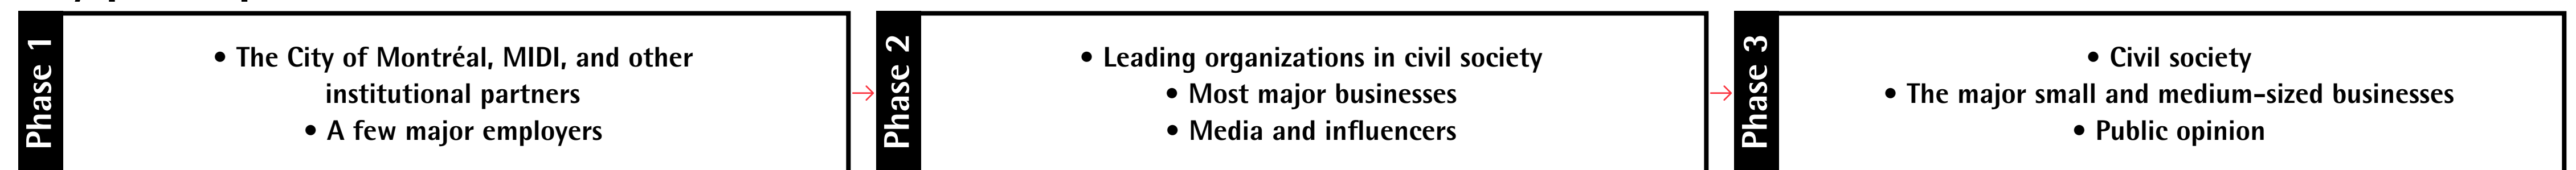 Phase 1
• The City of Montréal, MIDI, and other
institutional partners
• A few major employers
→
Phase 2
• Leading organizations in civil society
• Most major businesses
• Media and influencers
→
Phase 3
• Civil society
• The major small and medium-sized businesses
• Public opinion